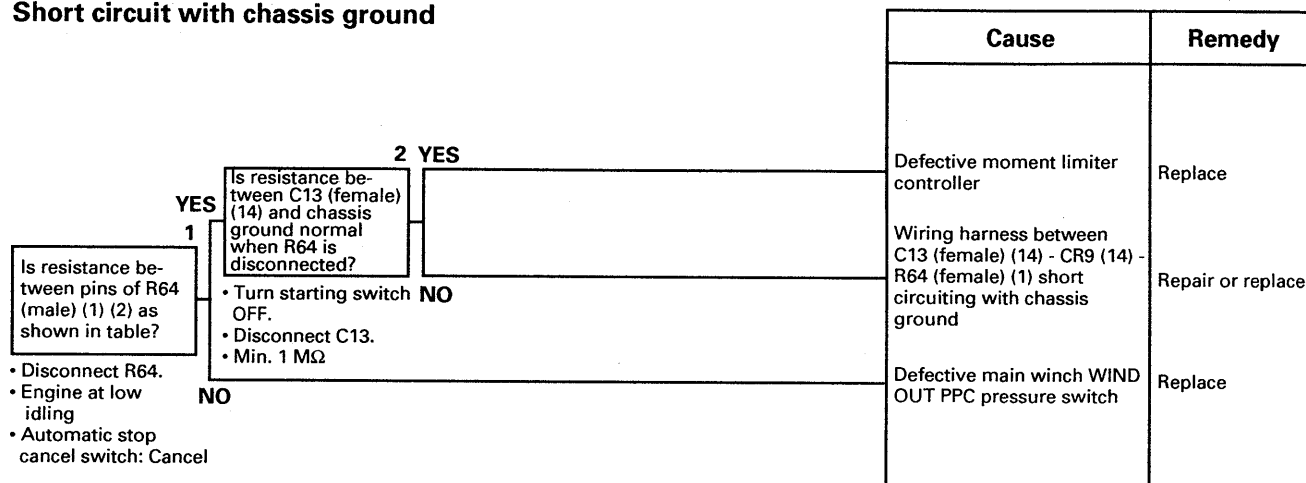 Short circuit with chassis ground
Cause
Remedy
2 YES
Is resistance be-
tween C13 (female)
(14) and chassis
ground normal
when R64 is
disconnected?
Defective moment limiter
controller
Replace
YES
1
Is resistance be-
tween pins of R64
(male) (1) (2) as
shown in table?
Wiring harness between
C13 (female) (14) - CR9 (14) -
R64 (female) (1) short
circuiting with chassis
ground
Repair or replace
• Turn starting switch
OFF.
• Disconnect C13.
• Min. 1 MΩ
NO
• Disconnect R64.
• Engine at low
idling
• Automatic stop
cancel switch: Cancel
NO
Defective main winch WIND
OUT PPC pressure switch
Replace